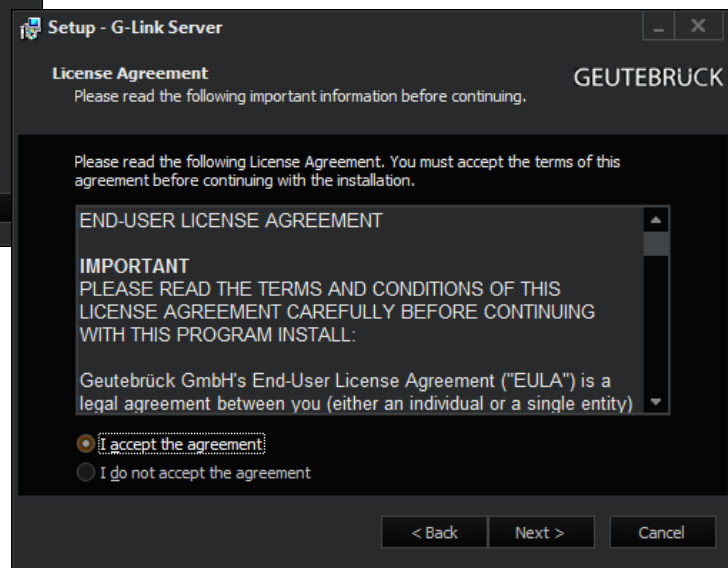 Setup - G-Link Server
License Agreement
Please read the following important information before continuing.
GEUTEBRÜCK
Please read the following License Agreement. You must accept the terms of this
agreement before continuing with the installation.
END-USER LICENSE AGREEMENT
IMPORTANT
PLEASE READ THE TERMS AND CONDITIONS OF THIS
LICENSE AGREEMENT CAREFULLY BEFORE CONTINUING
WITH THIS PROGRAM INSTALL:
Geutebrück GmbH's End-User License Agreement ("EULA") is a
legal agreement between you (either an individual or a single entity)
I accept the agreement
I do not accept the agreement
< Back
Next >
Cancel